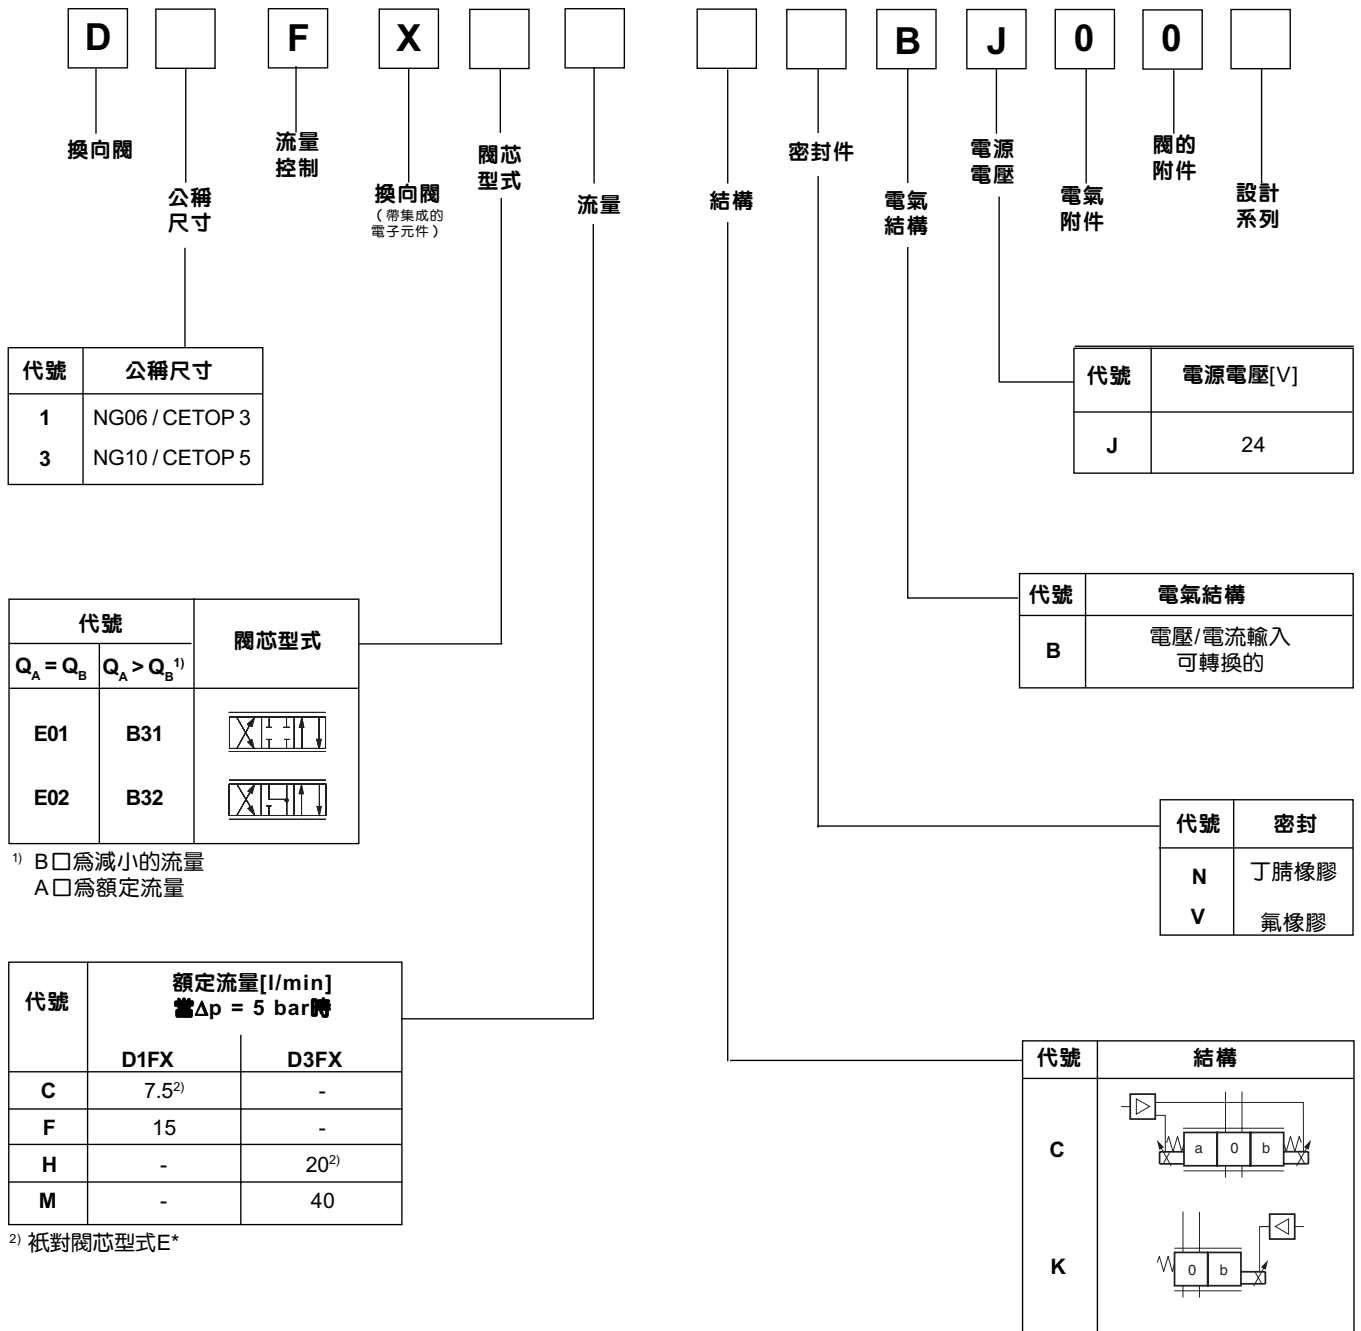 D F X B J 0 0
換向閥
公稱
尺寸
流量
控制
換向閥
(帶集成的
電子元件)
閥芯
型式
流量
結構
密封件
電氣
結構
電源
電壓
電氣
附件
閥的
附件
設計
系列
代號 公稱尺寸
1 NG06 / CETOP 3
3 NG10 / CETOP 5
代號 電源電壓[V]
J 24
代號 閥芯型式
QA = QB QA > QB 1)
E01 B31
E02 B32
1) B口爲減小的流量
A口爲額定流量
代號 電氣結構
B 電壓/電流輸入
可轉換的
代號 密封
N 丁腈橡膠
V 氟橡膠
代號 額定流量[l/min]
當Δp = 5 bar時
D1FX D3FX
C 7.5 2) -
F 15 -
H - 20 2)
M - 40
2) 衹對閥芯型式E*
代號 結構
C a 0 b
K 0 b